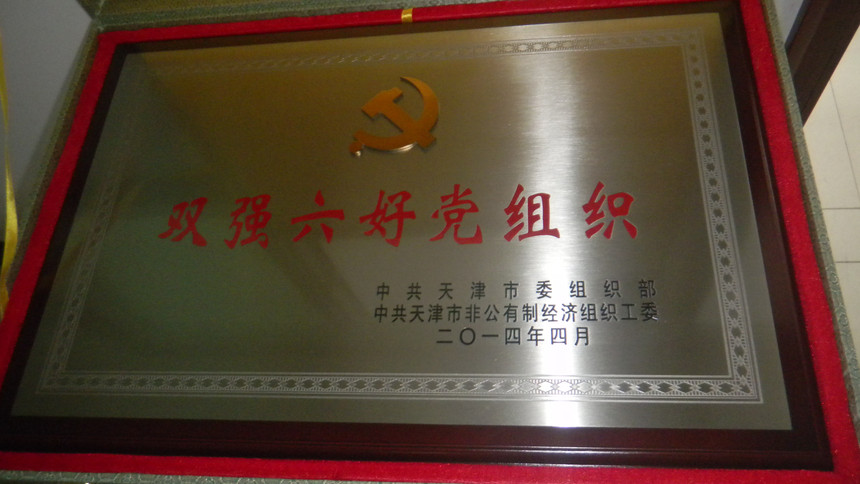 双强六好党组织
中共天津市委组织部
中共天津市非公有制经济组织工委
二〇一四年四月